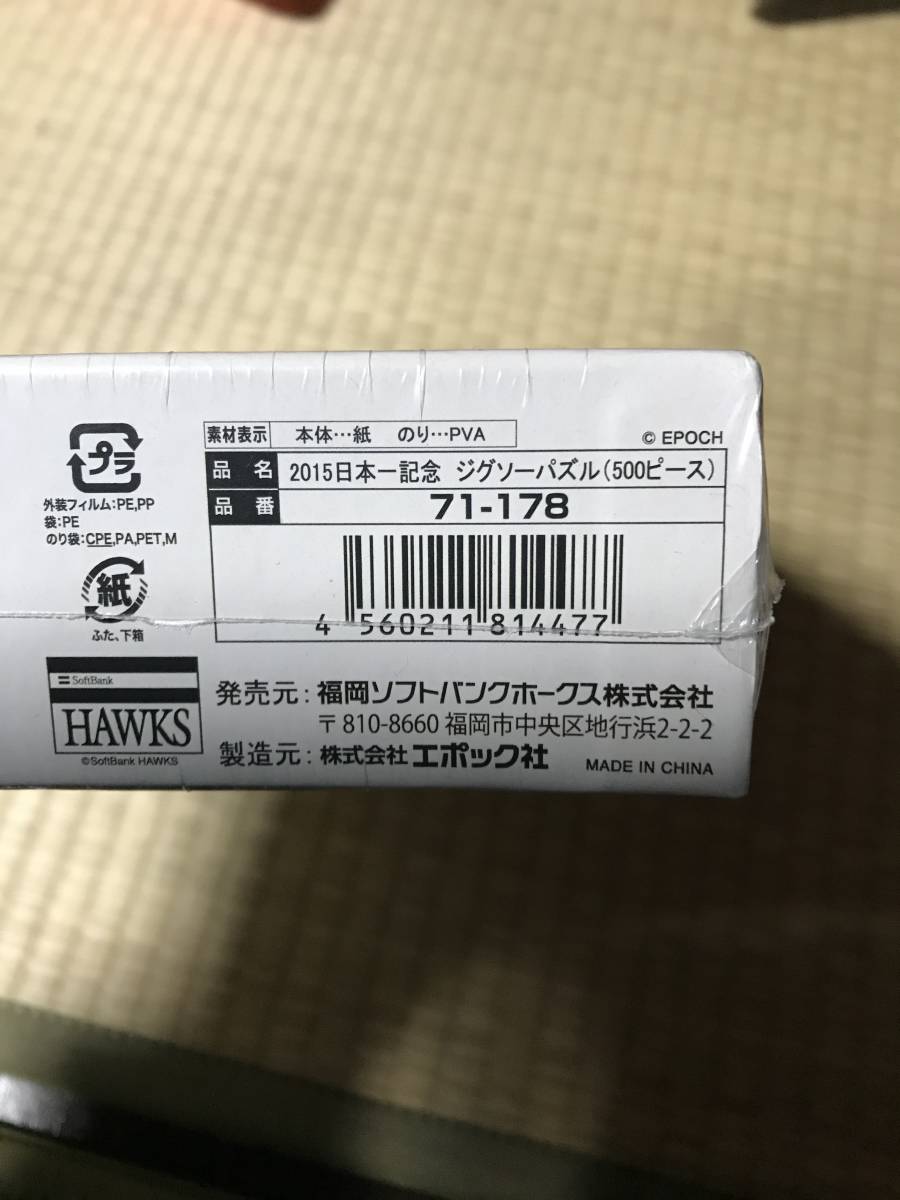 プラ
外装フィルム:PE,PP
袋:PE
のり袋:CPE,PA,PET,M
紙
ふた、下箱
SoftBank
HAWKS
©SoftBank HAWKS
素材表示 本体…紙 のり…PVA
© EPOCH
品名 2015日本一記念 ジグソーパズル(500ピース)
品番 71-178
4 560211 814477
発売元:福岡ソフトバンクホークス株式会社
〒810-8660 福岡市中央区地行浜2-2-2
製造元:株式会社 エポック社
MADE IN CHINA